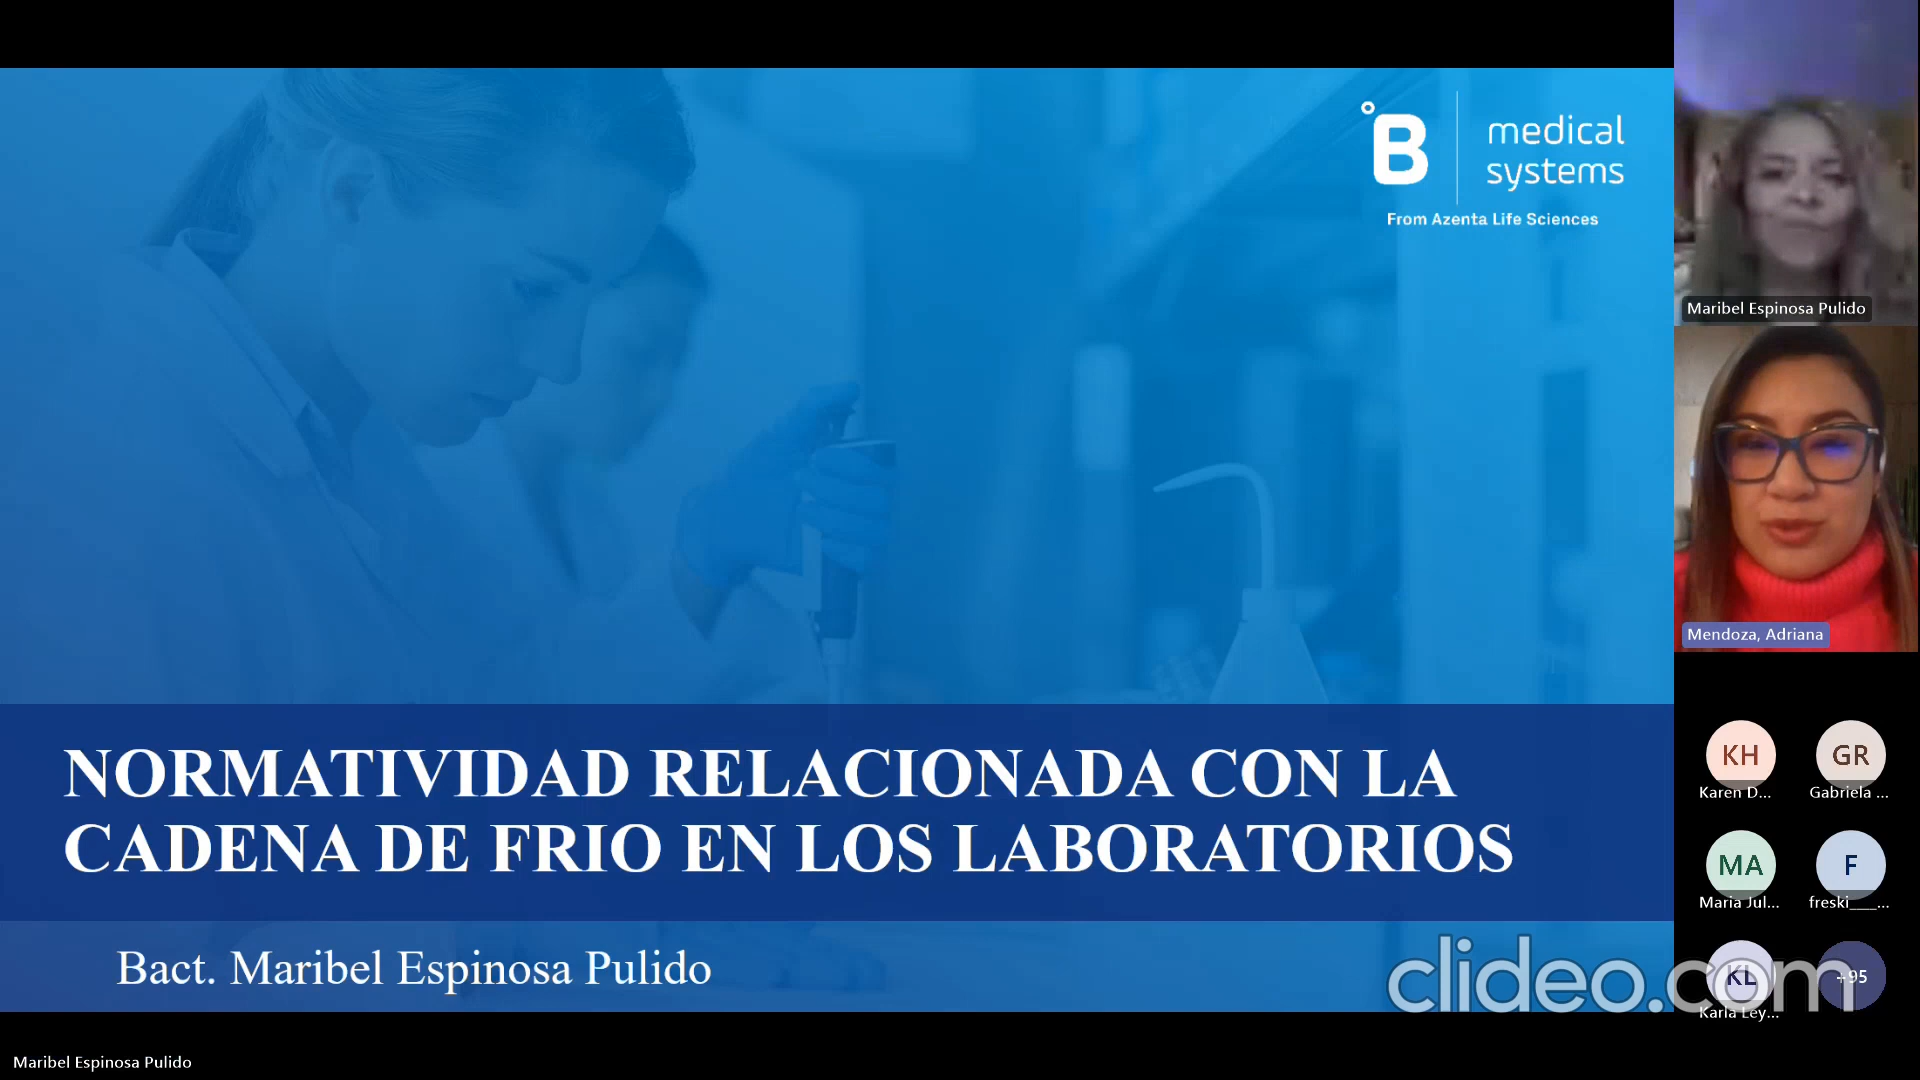 B
medical
systems
From Azenta Life Sciences
NORMATIVIDAD RELACIONADA CON LA
CADENA DE FRIO EN LOS LABORATORIOS
Bact. Maribel Espinosa Pulido
Maribel Espinosa Pulido
Mendoza, Adriana
KH
Karen D...
GR
Gabriela ...
MA
Maria Jul...
F
freski___...
KL
Karla Ley...
+95
clideo.com
Maribel Espinosa Pulido